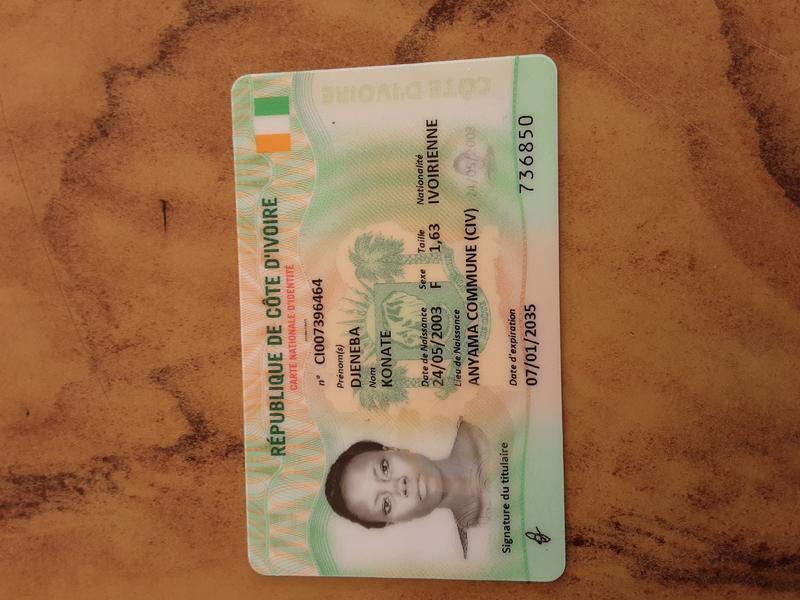 RÉPUBLIQUE DE CÔTE D'IVOIRE
CARTE NATIONALE D'IDENTITÉ
n° CI007396464
Prénom(s)
DJENEBA
Nom
KONATE
Date de Naissance Sexe Taille Nationalité
24/05/2003 F 1,63 IVOIRIENNE
Lieu de Naissance
ANYAMA COMMUNE (CIV)
Date d'expiration
07/01/2035
736850
Signature du titulaire
CÔTE D'IVOIRE